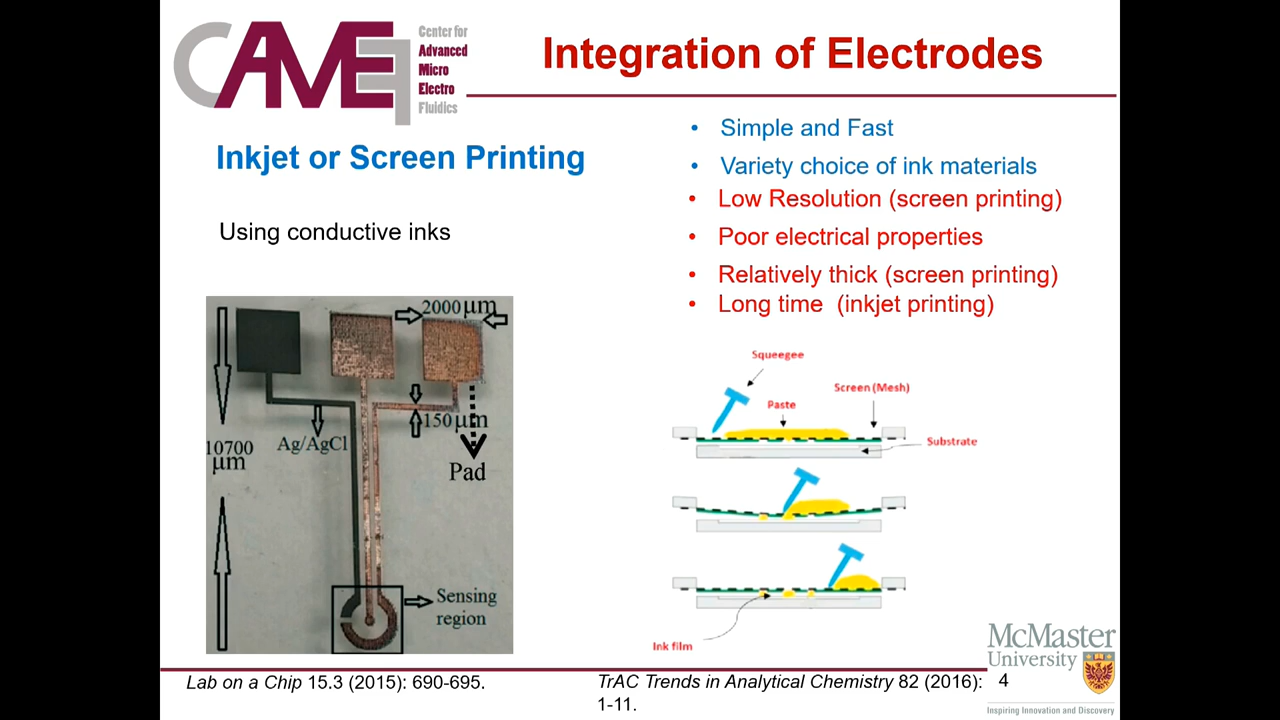 CAMEF
Center for
Advanced
Micro
Electro
Fluidics
Integration of Electrodes
Inkjet or Screen Printing
Using conductive inks
• Simple and Fast
• Variety choice of ink materials
• Low Resolution (screen printing)
• Poor electrical properties
• Relatively thick (screen printing)
• Long time (inkjet printing)
2000 μm
150 μm
Ag/AgCl
10700
μm
Pad
Sensing
region
Squeegee
Screen (Mesh)
Paste
Substrate
Ink film
Lab on a Chip 15.3 (2015): 690-695.
TrAC Trends in Analytical Chemistry 82 (2016):
1-11.
4
McMaster
University
Inspiring Innovation and Discovery